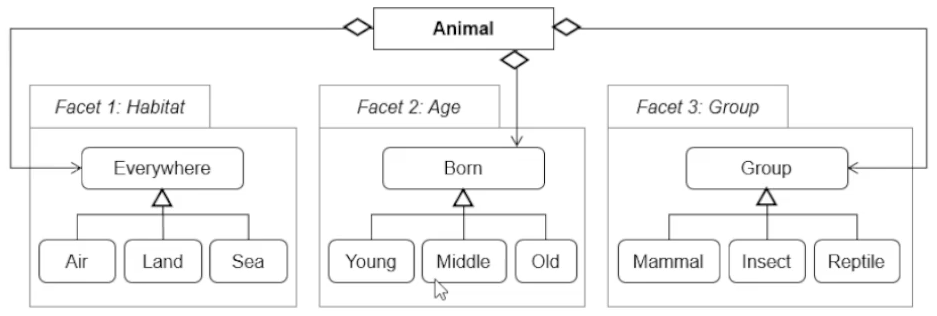 Animal
Facet 1: Habitat
Facet 2: Age
Facet 3: Group
Everywhere
Born
Group
Air
Land
Sea
Young
Middle
Old
Mammal
Insect
Reptile